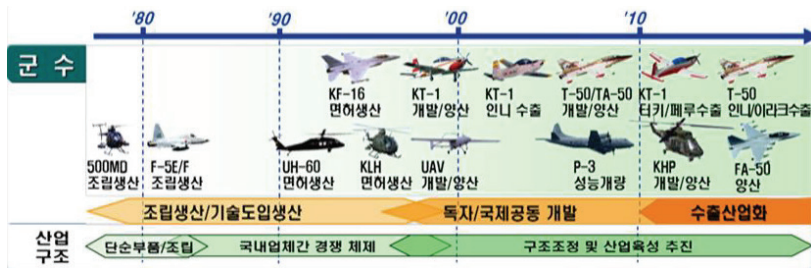 '80 '90 '00 '10
군 수
KF-16 KT-1 KT-1 T-50/TA-50 KT-1 T-50
면허생산 개발/양산 인니 수출 개발/양산 터키/페루수출 인니/이라크수출
500MD F-5E/F UH-60 KLH UAV P-3 KHP FA-50
조립생산 조립생산 면허생산 면허생산 개발/양산 성능개량 개발/양산 양산
조립생산/기술도입생산 독자/국제공동 개발 수출산업화
산업
구조
단순부품/조립 국내업체간 경쟁 체제 구조조정 및 산업육성 추진